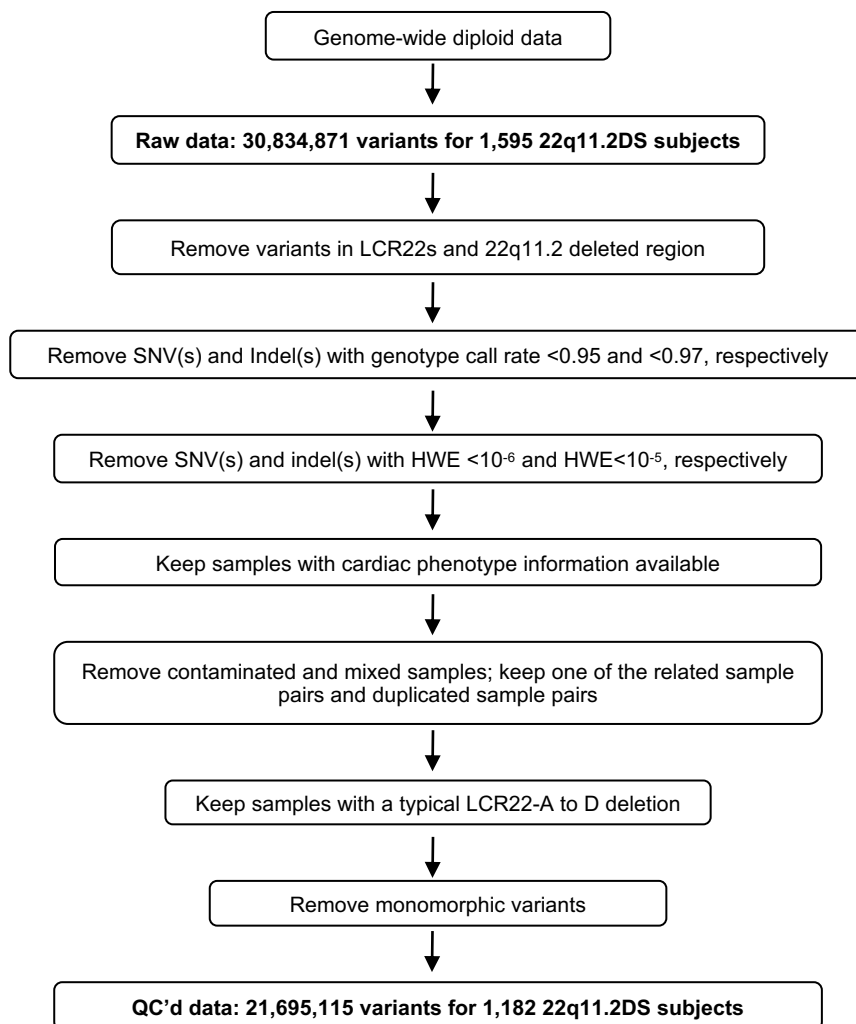 Genome-wide diploid data
Raw data: 30,834,871 variants for 1,595 22q11.2DS subjects
Remove variants in LCR22s and 22q11.2 deleted region
Remove SNV(s) and Indel(s) with genotype call rate <0.95 and <0.97, respectively
Remove SNV(s) and indel(s) with HWE <10⁻⁶ and HWE<10⁻⁵, respectively
Keep samples with cardiac phenotype information available
Remove contaminated and mixed samples; keep one of the related sample
pairs and duplicated sample pairs
Keep samples with a typical LCR22-A to D deletion
Remove monomorphic variants
QC’d data: 21,695,115 variants for 1,182 22q11.2DS subjects